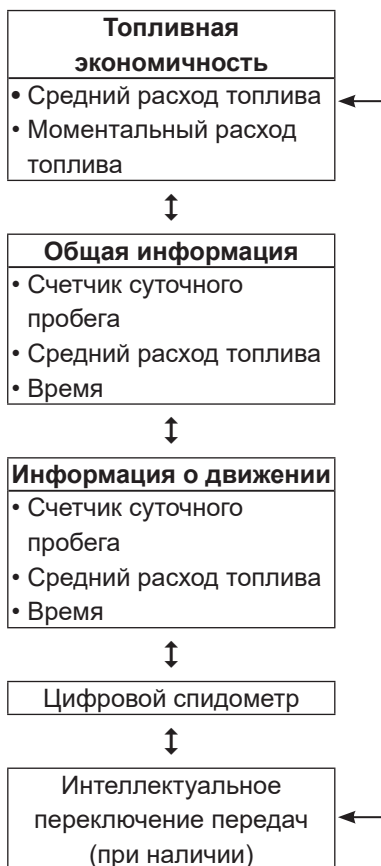 Топливная
экономичность
• Средний расход топлива
• Моментальный расход
топлива
Общая информация
• Счетчик суточного
пробега
• Средний расход топлива
• Время
Информация о движении
• Счетчик суточного
пробега
• Средний расход топлива
• Время
Цифровой спидометр
Интеллектуальное
переключение передач
(при наличии)